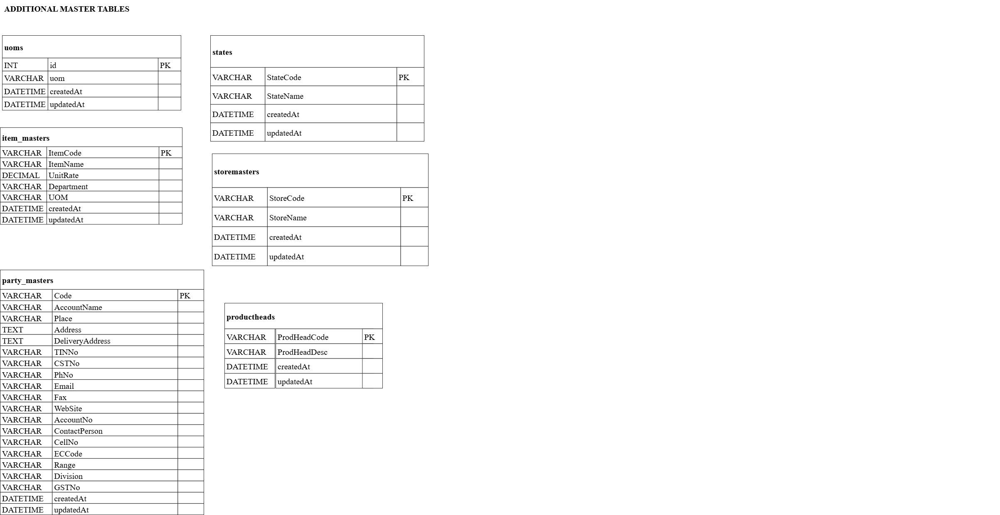 ADDITIONAL MASTER TABLES
uoms
INT id PK
VARCHAR uom
DATETIME createdAt
DATETIME updatedAt
item_masters
VARCHAR ItemCode PK
VARCHAR ItemName
DECIMAL UnitRate
VARCHAR Department
VARCHAR UOM
DATETIME createdAt
DATETIME updatedAt
party_masters
VARCHAR Code PK
VARCHAR AccountName
VARCHAR Place
TEXT Address
TEXT DeliveryAddress
VARCHAR TINNo
VARCHAR CSTNo
VARCHAR PhNo
VARCHAR Email
VARCHAR Fax
VARCHAR WebSite
VARCHAR AccountNo
VARCHAR ContactPerson
VARCHAR CellNo
VARCHAR ECCode
VARCHAR Range
VARCHAR Division
VARCHAR GSTNo
DATETIME createdAt
DATETIME updatedAt
states
VARCHAR StateCode PK
VARCHAR StateName
DATETIME createdAt
DATETIME updatedAt
storemasters
VARCHAR StoreCode PK
VARCHAR StoreName
DATETIME createdAt
DATETIME updatedAt
productheads
VARCHAR ProdHeadCode PK
VARCHAR ProdHeadDesc
DATETIME createdAt
DATETIME updatedAt